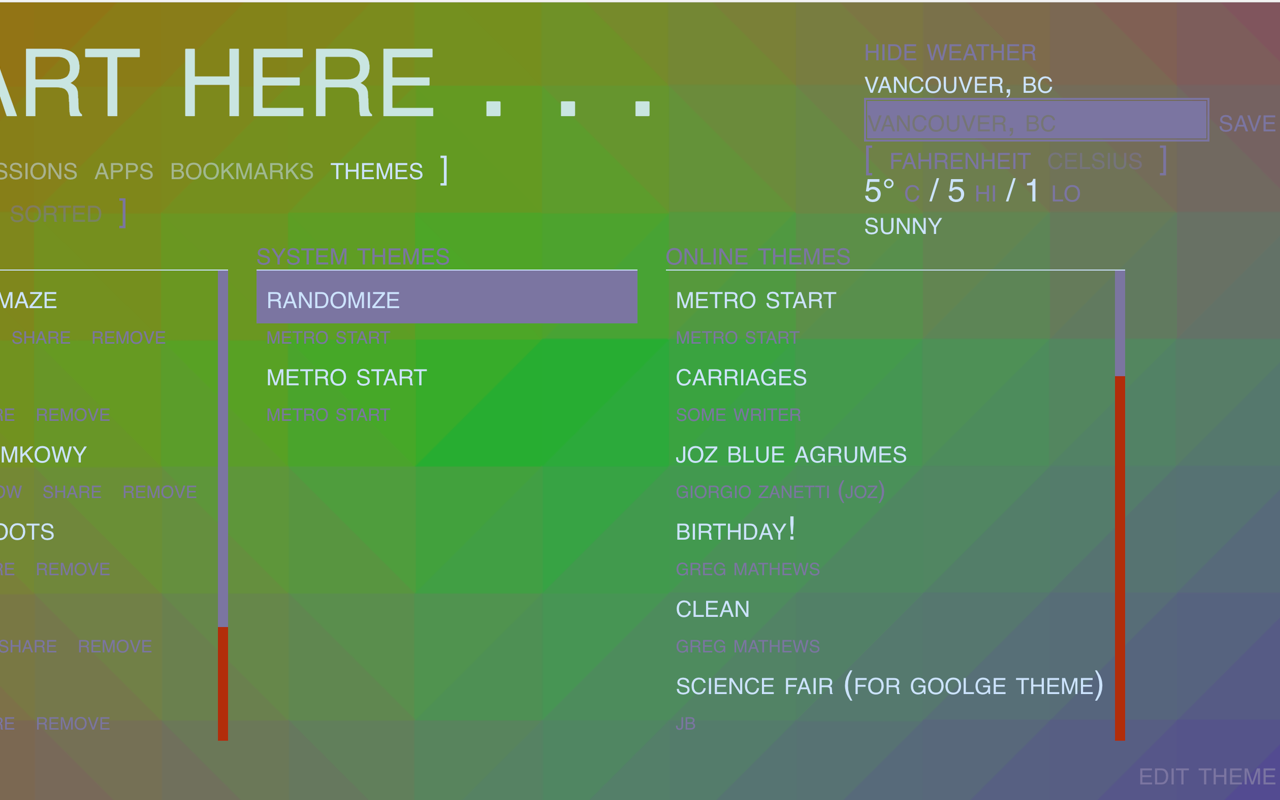 ART HERE . . .
SSIONS APPS BOOKMARKS THEMES ]
SORTED ]
HIDE WEATHER
VANCOUVER, BC
VANCOUVER, BC SAVE
[ FAHRENHEIT CELSIUS ]
5° C / 5 HI / 1 LO
SUNNY
MAZE
SHARE REMOVE
RE REMOVE
MKOWY
OW SHARE REMOVE
OOTS
RE REMOVE
SHARE REMOVE
RE REMOVE
SYSTEM THEMES
RANDOMIZE
METRO START
METRO START
METRO START
ONLINE THEMES
METRO START
METRO START
CARRIAGES
SOME WRITER
JOZ BLUE AGRUMES
GIORGIO ZANETTI (JOZ)
BIRTHDAY!
GREG MATHEWS
CLEAN
GREG MATHEWS
SCIENCE FAIR (FOR GOOLGE THEME)
JB
EDIT THEME